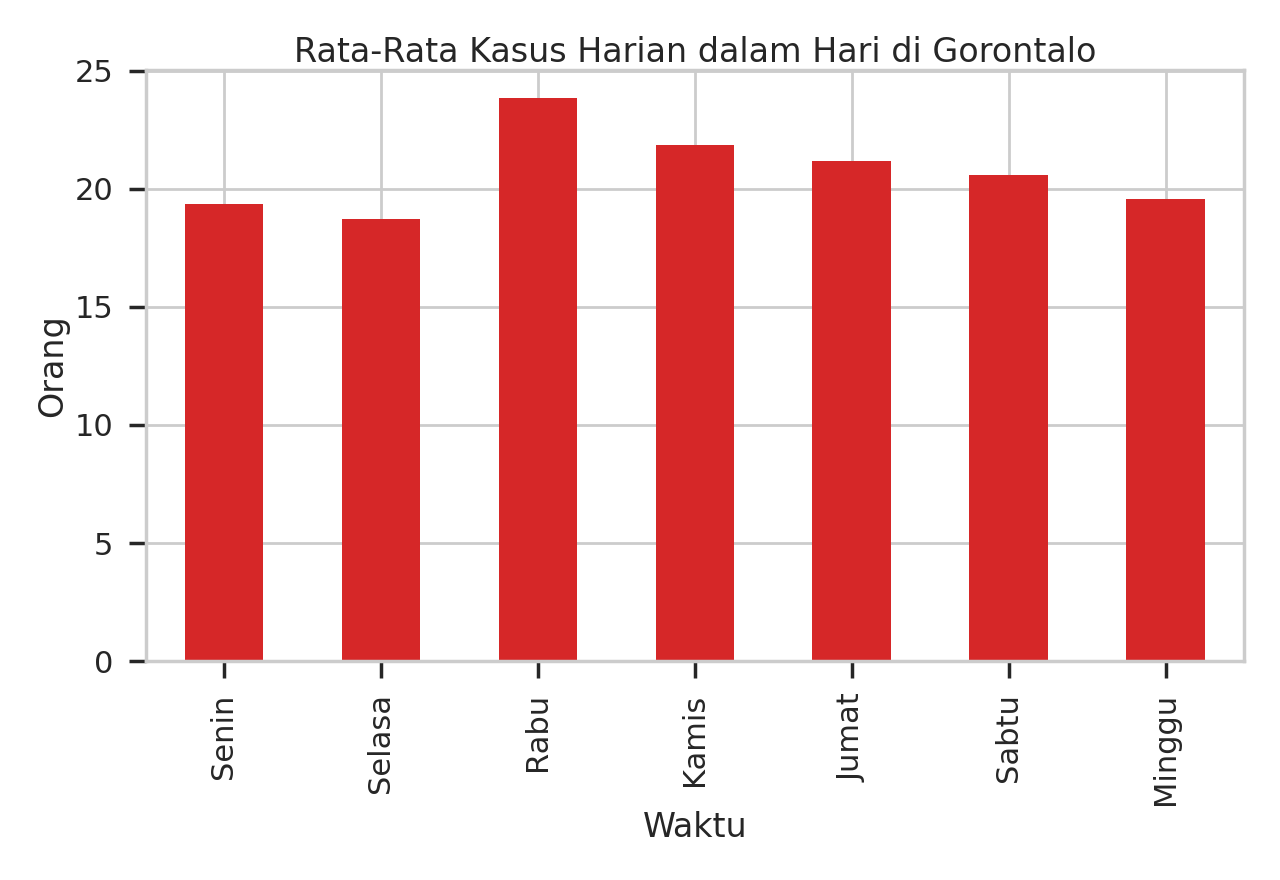 Rata-Rata Kasus Harian dalam Hari di Gorontalo
25
20
15
10
5
0
Orang
Senin
Selasa
Rabu
Kamis
Jumat
Sabtu
Minggu
Waktu